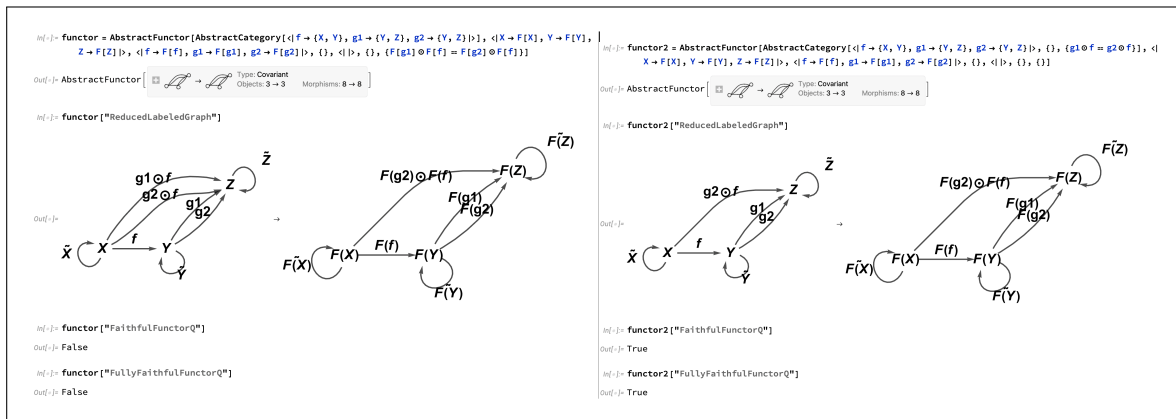 In[◦]:= functor = AbstractFunctor[AbstractCategory[<|f → {X, Y}, g1 → {Y, Z}, g2 → {Y, Z}|>], <|X → F[X], Y → F[Y],
Z → F[Z]|>, <|f → F[f], g1 → F[g1], g2 → F[g2]|>, {}, <||>, {}, {F[g1]⊙F[f] == F[g2]⊙F[f]}]
Out[◦]= AbstractFunctor[ → Type: Covariant
Objects: 3 → 3 Morphisms: 8 → 8 ]
In[◦]:= functor["ReducedLabeledGraph"]
Z̃
g1⊙f
Z
g2⊙f
g1
g2
X̃
X
f
Y
Ỹ
Out[◦]=
→
F̃(Z)
F(g2)⊙F(f)
F(Z)
F(g1)
F(g2)
F(f)
F(X)
F(Y)
F̃(X)
F̃(Y)
In[◦]:= functor["FaithfulFunctorQ"]
Out[◦]= False
In[◦]:= functor["FullyFaithfulFunctorQ"]
Out[◦]= False
In[◦]:= functor2 = AbstractFunctor[AbstractCategory[<|f → {X, Y}, g1 → {Y, Z}, g2 → {Y, Z}|>, {}, {g1⊙f == g2⊙f}], <|
X → F[X], Y → F[Y], Z → F[Z]|>, <|f → F[f], g1 → F[g1], g2 → F[g2]|>, {}, <||>, {}, {}]
Out[◦]= AbstractFunctor[ → Type: Covariant
Objects: 3 → 3 Morphisms: 8 → 8 ]
In[◦]:= functor2["ReducedLabeledGraph"]
Z̃
g2⊙f
Z
g1
g2
X̃
X
f
Y
Ỹ
Out[◦]=
→
F̃(Z)
F(g2)⊙F(f)
F(Z)
F(g1)
F(g2)
F(f)
F(X)
F(Y)
F̃(X)
F̃(Y)
In[◦]:= functor2["FaithfulFunctorQ"]
Out[◦]= True
In[◦]:= functor2["FullyFaithfulFunctorQ"]
Out[◦]= True